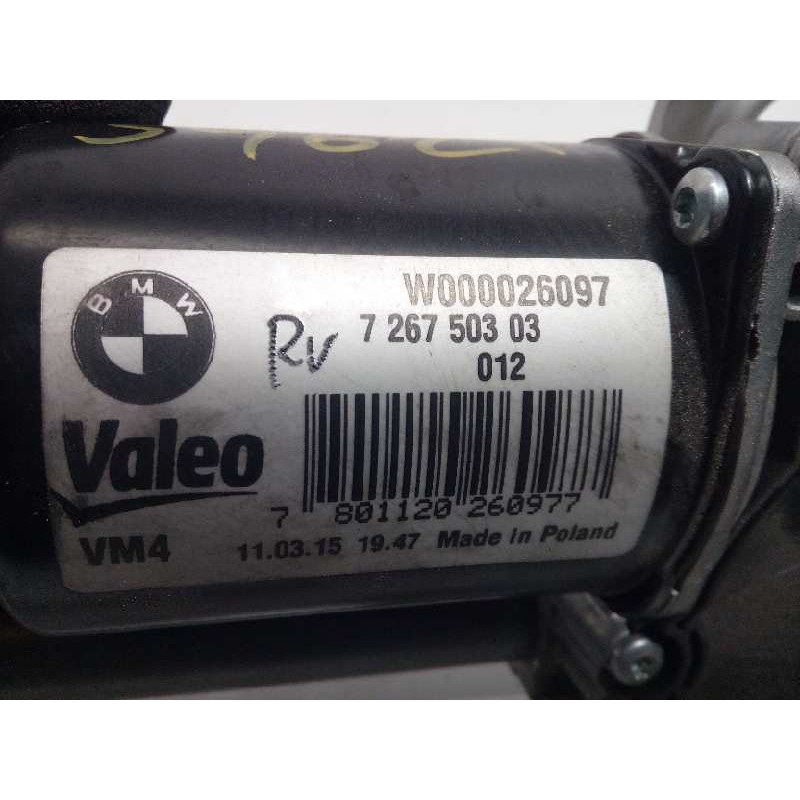 BMW
W000026097
7 267 503 03
Rv
012
Valeo
7 801120 260977
VM4
11.03.15 19.47 Made in Poland